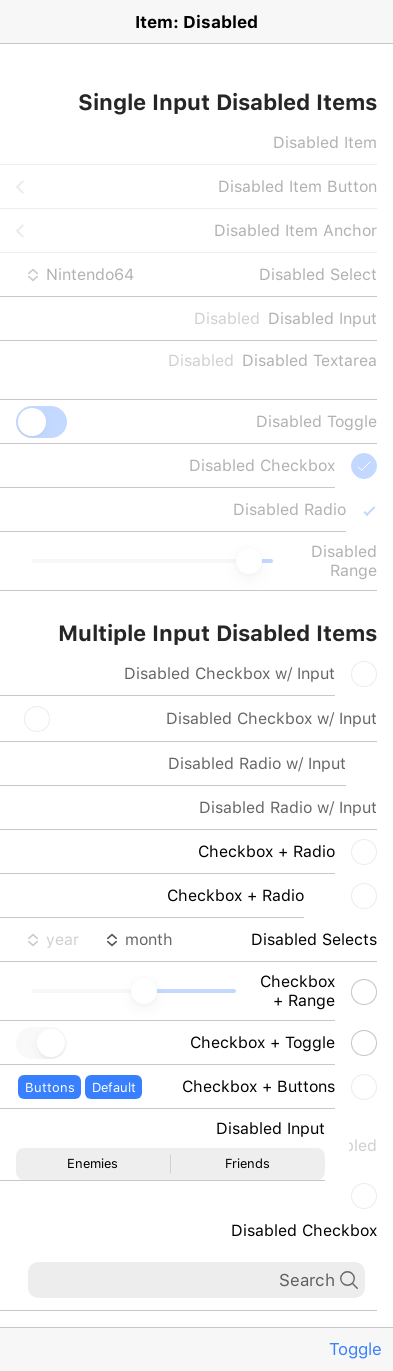 Item: Disabled
Single Input Disabled Items
Disabled Item
Disabled Item Button
Disabled Item Anchor
Disabled Select Nintendo64
Disabled Input Disabled
Disabled Textarea Disabled
Disabled Toggle
Disabled Checkbox
Disabled Radio
Disabled
Range
Multiple Input Disabled Items
Disabled Checkbox w/ Input
Disabled Checkbox w/ Input
Disabled Radio w/ Input
Disabled Radio w/ Input
Checkbox + Radio
Checkbox + Radio
Disabled Selects month year
Checkbox
+ Range
Checkbox + Toggle
Checkbox + Buttons Default Buttons
Disabled Input
bled
Friends Enemies
Disabled Checkbox
Search
Toggle